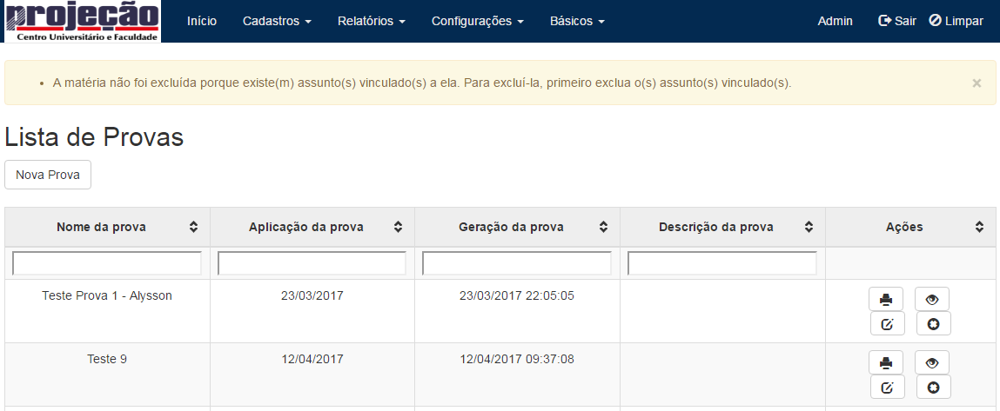 projeção
Centro Universitário e Faculdade
Início Cadastros Relatórios Configurações Básicos Admin Sair Limpar
A matéria não foi excluída porque existe(m) assunto(s) vinculado(s) a ela. Para excluí-la, primeiro exclua o(s) assunto(s) vinculado(s). ×
Lista de Provas
Nova Prova
Nome da prova Aplicação da prova Geração da prova Descrição da prova Ações
Teste Prova 1 - Alysson 23/03/2017 23/03/2017 22:05:05
Teste 9 12/04/2017 12/04/2017 09:37:08